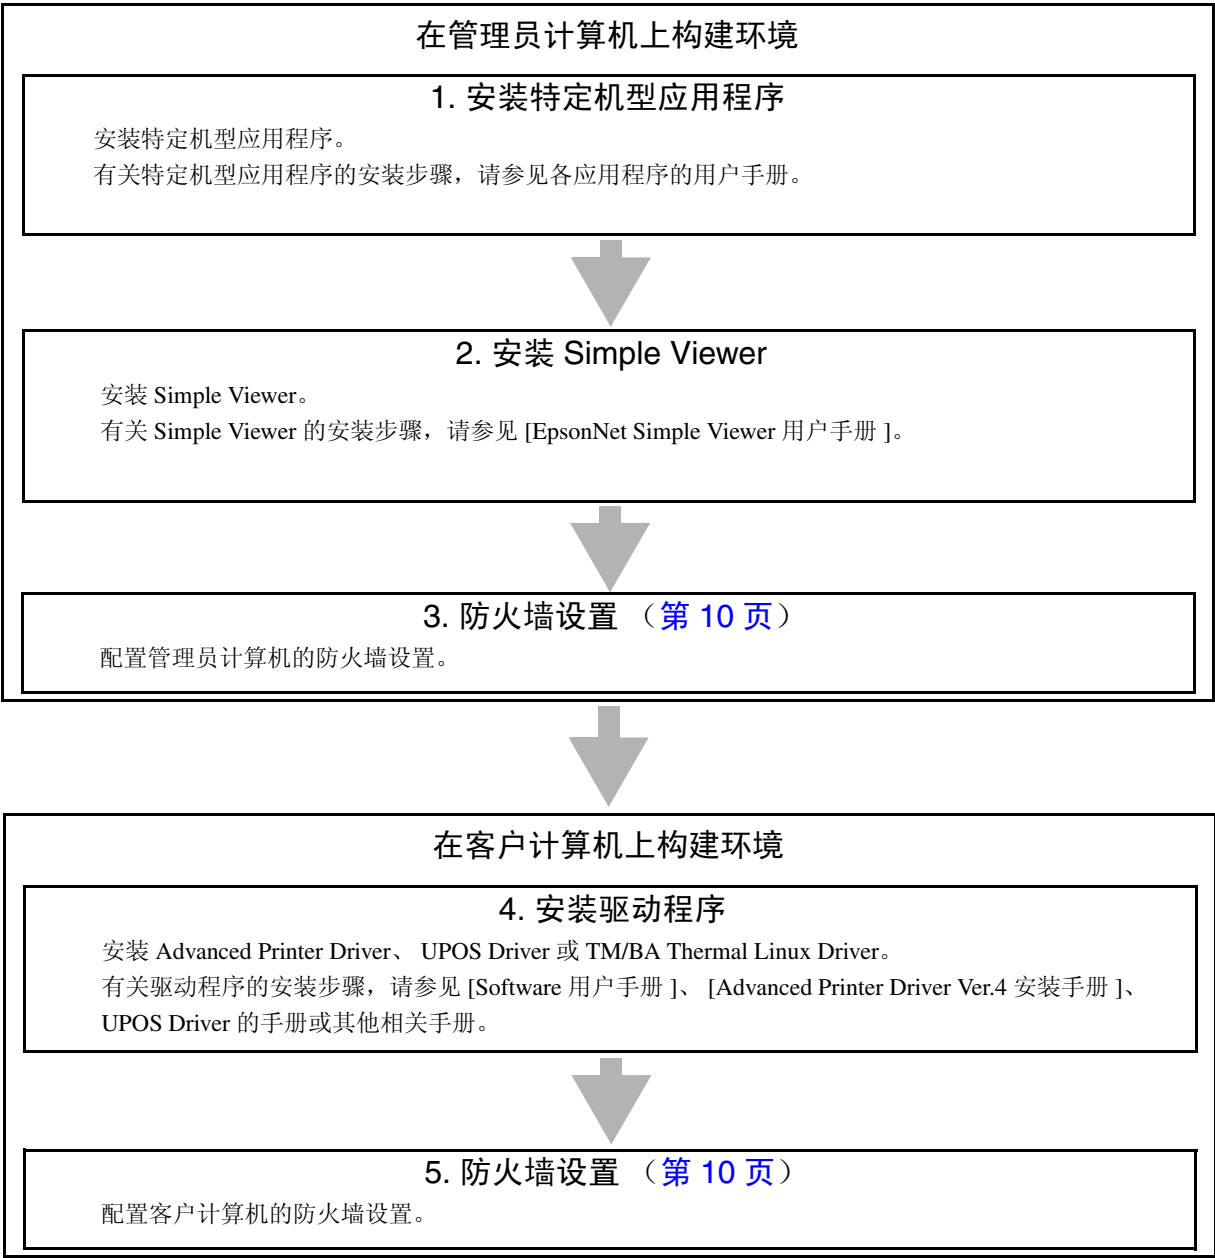 在管理员计算机上构建环境
1. 安装特定机型应用程序
安装特定机型应用程序。
有关特定机型应用程序的安装步骤，请参见各应用程序的用户手册。
2. 安装 Simple Viewer
安装 Simple Viewer。
有关 Simple Viewer 的安装步骤，请参见 [EpsonNet Simple Viewer 用户手册 ]。
3. 防火墙设置 （第 10 页）
配置管理员计算机的防火墙设置。
在客户计算机上构建环境
4. 安装驱动程序
安装 Advanced Printer Driver、 UPOS Driver 或 TM/BA Thermal Linux Driver。
有关驱动程序的安装步骤，请参见 [Software 用户手册 ]、 [Advanced Printer Driver Ver.4 安装手册 ]、
UPOS Driver 的手册或其他相关手册。
5. 防火墙设置 （第 10 页）
配置客户计算机的防火墙设置。